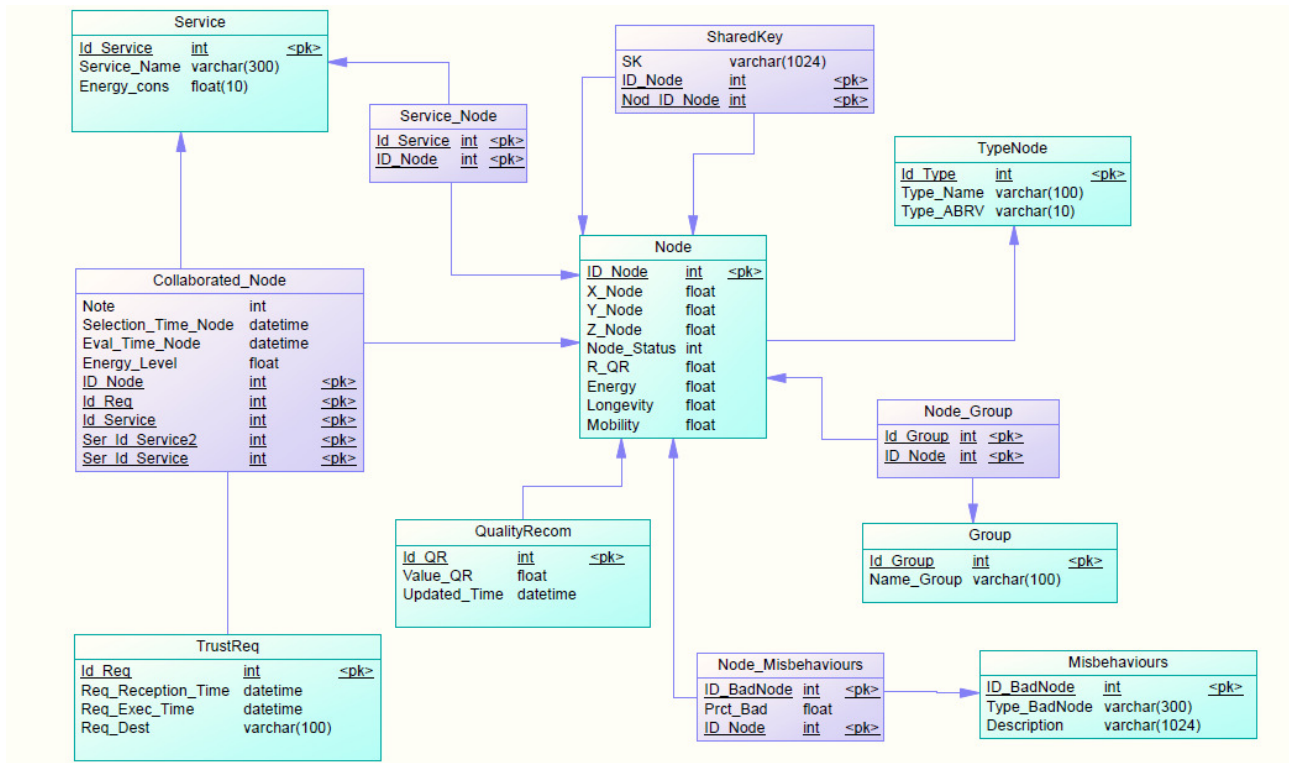 Service
Id_Service int <pk>
Service_Name varchar(300)
Energy_cons float(10)
SharedKey
SK varchar(1024)
ID_Node int <pk>
Nod_ID_Node int <pk>
Service_Node
Id_Service int <pk>
ID_Node int <pk>
TypeNode
Id_Type int <pk>
Type_Name varchar(100)
Type_ABRV varchar(10)
Node
ID_Node int <pk>
X_Node float
Y_Node float
Z_Node float
Node_Status int
R_QR float
Energy float
Longevity float
Mobility float
Collaborated_Node
Note int
Selection_Time_Node datetime
Eval_Time_Node datetime
Energy_Level float
ID_Node int <pk>
Id_Req int <pk>
Id_Service int <pk>
Ser_Id_Service2 int <pk>
Ser_Id_Service int <pk>
Node_Group
Id_Group int <pk>
ID_Node int <pk>
QualityRecom
Id_QR int <pk>
Value_QR float
Updated_Time datetime
Group
Id_Group int <pk>
Name_Group varchar(100)
TrustReq
Id_Req int <pk>
Req_Reception_Time datetime
Req_Exec_Time datetime
Req_Dest varchar(100)
Node_Misbehaviours
ID_BadNode int <pk>
Prct_Bad float
ID_Node int <pk>
Misbehaviours
ID_BadNode int <pk>
Type_BadNode varchar(300)
Description varchar(1024)